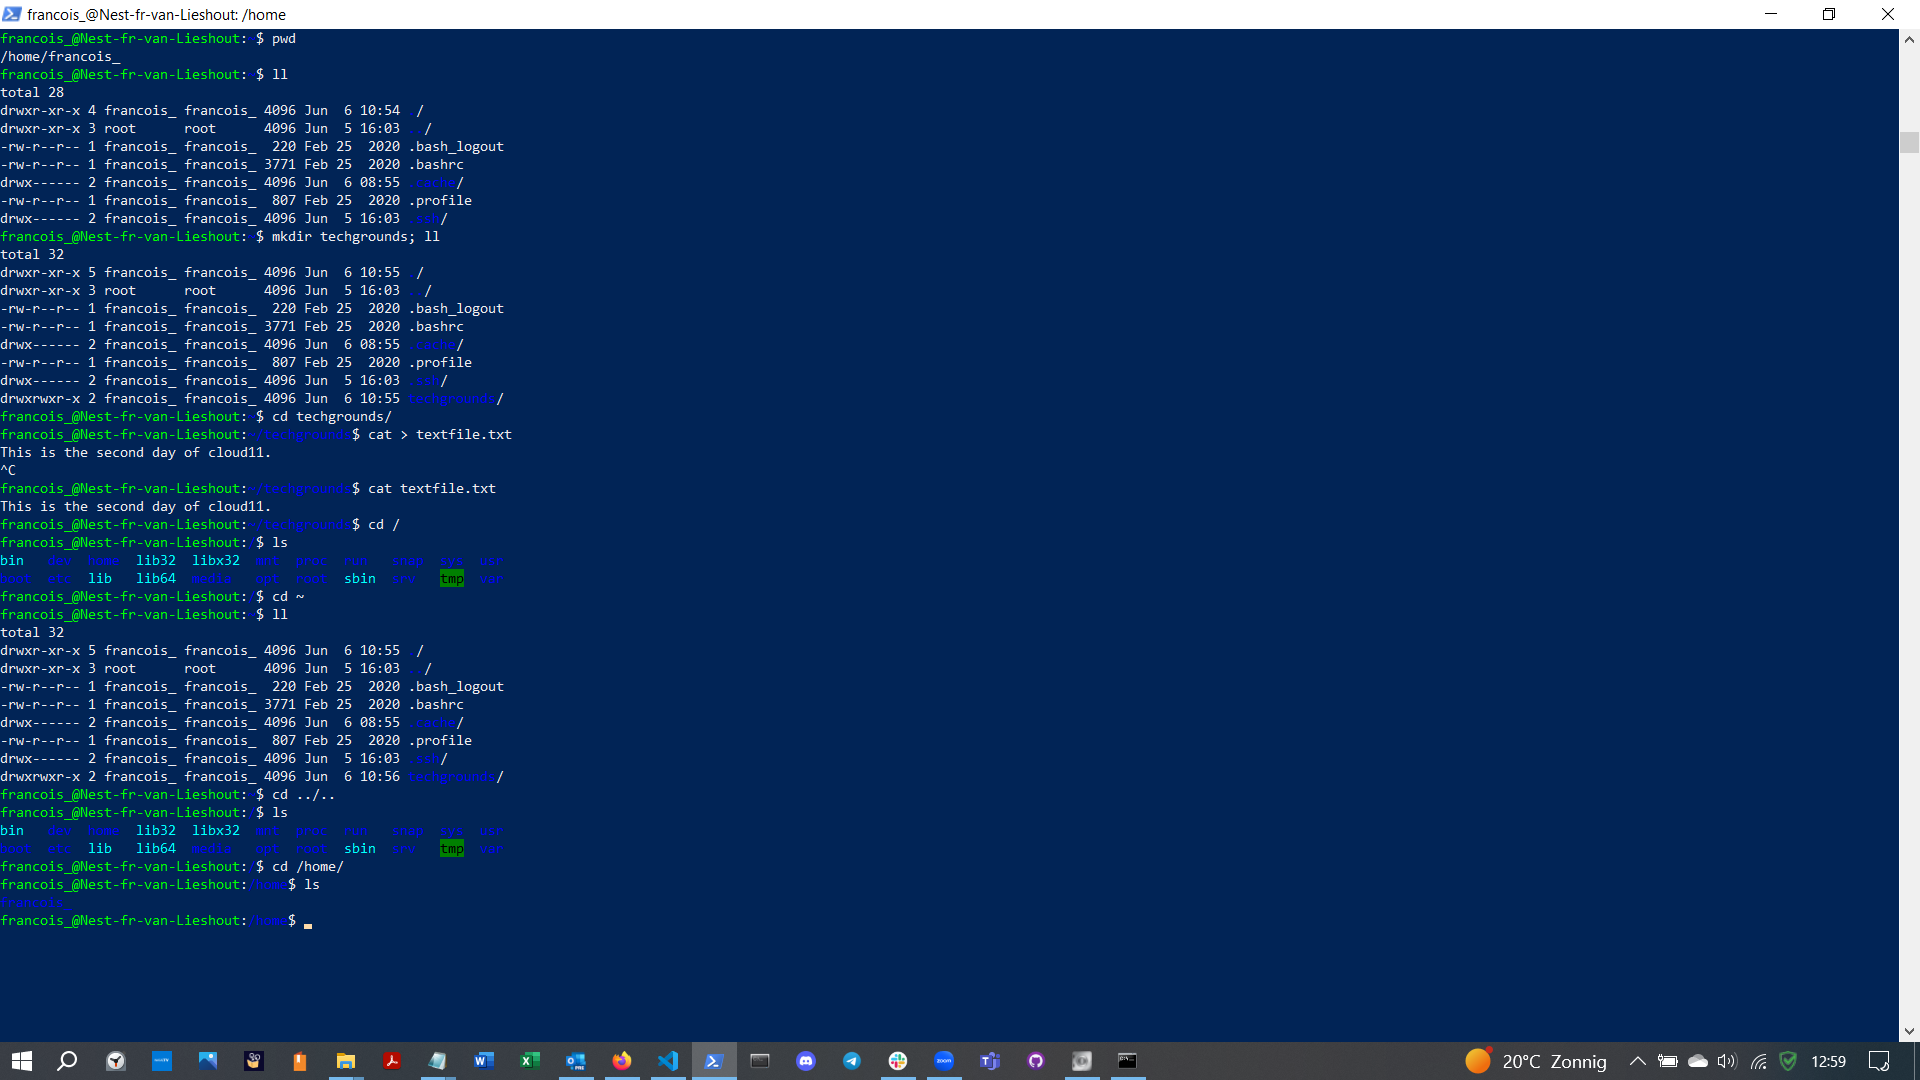 francois_@Nest-fr-van-Lieshout: /home
francois_@Nest-fr-van-Lieshout: $ pwd
/home/francois_
francois_@Nest-fr-van-Lieshout: $ ll
total 28
drwxr-xr-x 4 francois_ francois_ 4096 Jun  6 10:54  /
drwxr-xr-x 3 root      root      4096 Jun  5 16:03 ../
-rw-r--r-- 1 francois_ francois_  220 Feb 25  2020 .bash_logout
-rw-r--r-- 1 francois_ francois_ 3771 Feb 25  2020 .bashrc
drwx------ 2 francois_ francois_ 4096 Jun  6 08:55 .cache/
-rw-r--r-- 1 francois_ francois_  807 Feb 25  2020 .profile
drwx------ 2 francois_ francois_ 4096 Jun  5 16:03 .ssh/
francois_@Nest-fr-van-Lieshout: $ mkdir techgrounds; ll
total 32
drwxr-xr-x 5 francois_ francois_ 4096 Jun  6 10:55  /
drwxr-xr-x 3 root      root      4096 Jun  5 16:03 ../
-rw-r--r-- 1 francois_ francois_  220 Feb 25  2020 .bash_logout
-rw-r--r-- 1 francois_ francois_ 3771 Feb 25  2020 .bashrc
drwx------ 2 francois_ francois_ 4096 Jun  6 08:55 .cache/
-rw-r--r-- 1 francois_ francois_  807 Feb 25  2020 .profile
drwx------ 2 francois_ francois_ 4096 Jun  5 16:03 .ssh/
drwxrwxr-x 2 francois_ francois_ 4096 Jun  6 10:55 techgrounds/
francois_@Nest-fr-van-Lieshout: $ cd techgrounds/
francois_@Nest-fr-van-Lieshout:~/techgrounds$ cat > textfile.txt
This is the second day of cloud11.
^C
francois_@Nest-fr-van-Lieshout:~/techgrounds$ cat textfile.txt
This is the second day of cloud11.
francois_@Nest-fr-van-Lieshout:~/techgrounds$ cd /
francois_@Nest-fr-van-Lieshout: $ ls
bin   dev  home  lib32  libx32  mnt  proc  run   snap  sys  usr
boot  etc  lib   lib64  media   opt  root  sbin  srv   tmp  var
francois_@Nest-fr-van-Lieshout: $ cd ~
francois_@Nest-fr-van-Lieshout: $ ll
total 32
drwxr-xr-x 5 francois_ francois_ 4096 Jun  6 10:55  /
drwxr-xr-x 3 root      root      4096 Jun  5 16:03 ../
-rw-r--r-- 1 francois_ francois_  220 Feb 25  2020 .bash_logout
-rw-r--r-- 1 francois_ francois_ 3771 Feb 25  2020 .bashrc
drwx------ 2 francois_ francois_ 4096 Jun  6 08:55 .cache/
-rw-r--r-- 1 francois_ francois_  807 Feb 25  2020 .profile
drwx------ 2 francois_ francois_ 4096 Jun  5 16:03 .ssh/
drwxrwxr-x 2 francois_ francois_ 4096 Jun  6 10:56 techgrounds/
francois_@Nest-fr-van-Lieshout: $ cd ../..
francois_@Nest-fr-van-Lieshout: $ ls
bin   dev  home  lib32  libx32  mnt  proc  run   snap  sys  usr
boot  etc  lib   lib64  media   opt  root  sbin  srv   tmp  var
francois_@Nest-fr-van-Lieshout: $ cd /home/
francois_@Nest-fr-van-Lieshout:/home$ ls
francois_
francois_@Nest-fr-van-Lieshout:/home$
20°C Zonnig
12:59